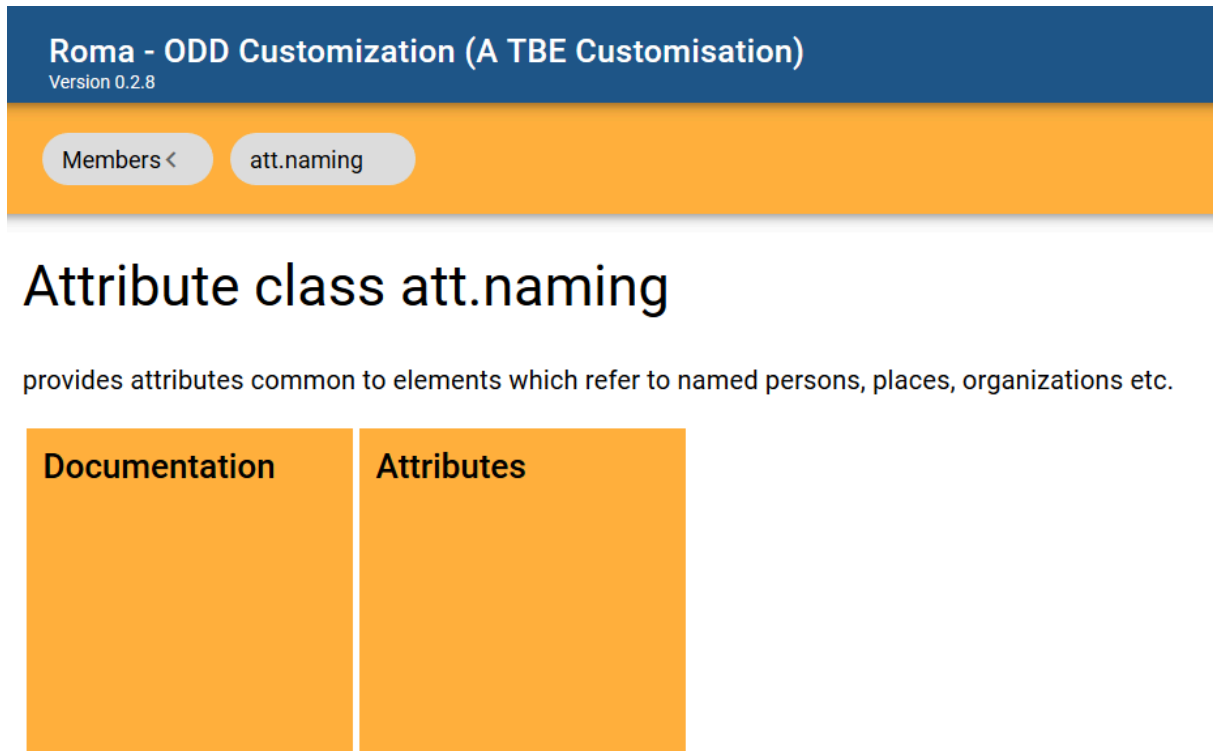 Roma - ODD Customization (A TBE Customisation)
Version 0.2.8
Members <
att.naming
Attribute class att.naming
provides attributes common to elements which refer to named persons, places, organizations etc.
Documentation
Attributes